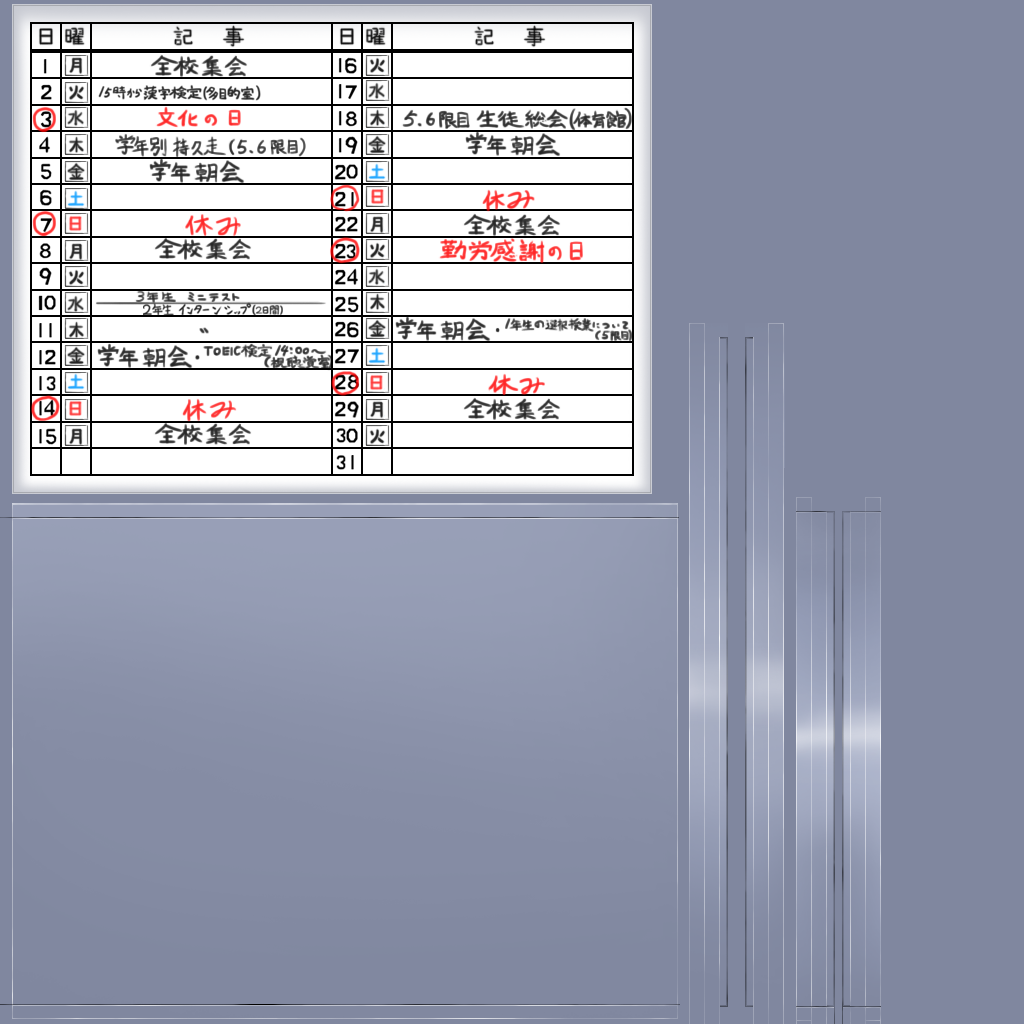 日 曜 記 事
1 月 全校集会
2 火 15時から漢字検定(多目的室)
3 水 文化の日
4 木 学年別 持久走(5.6限目)
5 金 学年朝会
6 土
7 日 休み
8 月 全校集会
9 火
10 水 3年生 ミニテスト
2年生 インターンシップ(2日間)
11 木 〃
12 金 学年朝会・TOEIC検定 14:00〜
(視聴覚室
13 土
14 日 休み
15 月 全校集会
日 曜 記 事
16 火
17 水
18 木 5.6限目 生徒総会(体育館)
19 金 学年朝会
20 土
21 日 休み
22 月 全校集会
23 火 勤労感謝の日
24 水
25 木
26 金 学年朝会・1年生の選択授業について
(5限目)
27 土
28 日 休み
29 月 全校集会
30 火
31